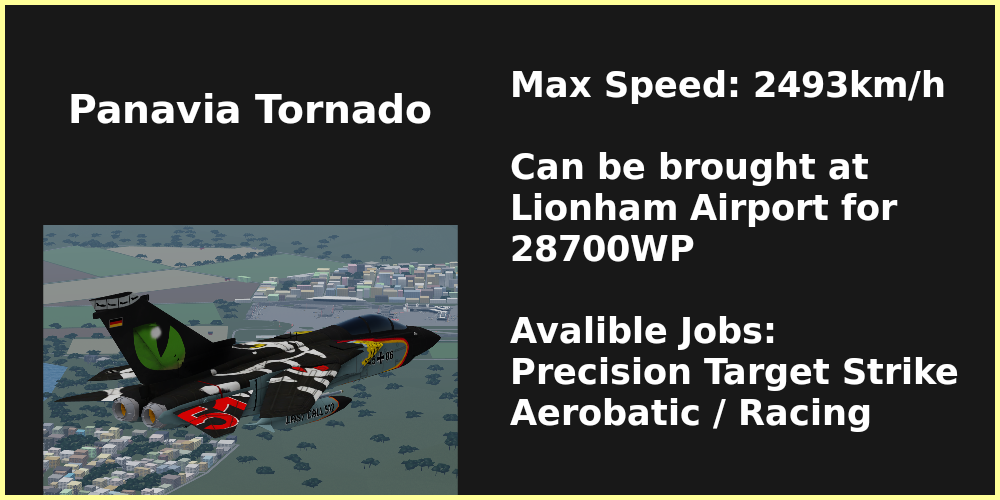 Panavia Tornado
Max Speed: 2493km/h
Can be brought at
Lionham Airport for
28700WP
Avalible Jobs:
Precision Target Strike
Aerobatic / Racing
51